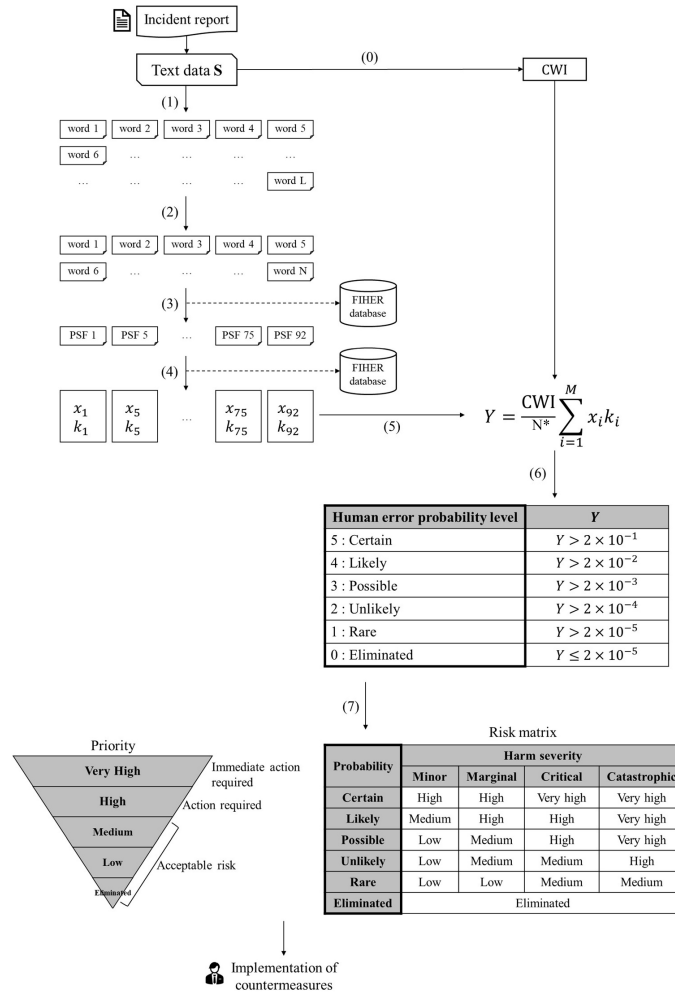 Incident report
Text data S
(0)
CWI
(1)
word 1 word 2 word 3 word 4 word 5
word 6 ... ... ... ...
... ... ... ... word L
(2)
word 1 word 2 word 3 word 4 word 5
word 6 ... ... ... word N
(3)
FIHER
database
PSF 1 PSF 5 ... PSF 75 PSF 92
(4)
FIHER
database
x₁ x₅ ... x₇₅ x₉₂
k₁ k₅ k₇₅ k₉₂
(5)
Y = CWI/N* ∑_{i=1}^{M} xᵢkᵢ
(6)
Human error probability level Y
5 : Certain Y > 2 × 10⁻¹
4 : Likely Y > 2 × 10⁻²
3 : Possible Y > 2 × 10⁻³
2 : Unlikely Y > 2 × 10⁻⁴
1 : Rare Y > 2 × 10⁻⁵
0 : Eliminated Y ≤ 2 × 10⁻⁵
(7)
Priority
Very High
Immediate action
required
High
Action required
Medium
Low
Acceptable risk
Eliminated
Risk matrix
Probability Harm severity
Minor Marginal Critical Catastrophic
Certain High High Very high Very high
Likely Medium High High Very high
Possible Low Medium High Very high
Unlikely Low Medium Medium High
Rare Low Low Medium Medium
Eliminated Eliminated
Implementation of
countermeasures